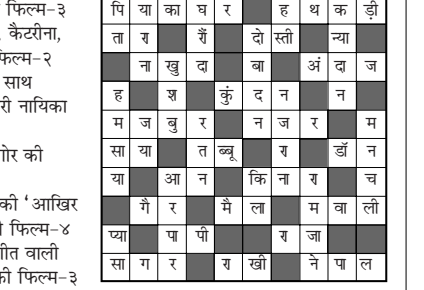 फिल्म-३
कैटरीना,
फिल्म-२
साथ
री नायिका
गोर की
की ‘आखिर
फिल्म-४
गीत वाली
की फिल्म-३
पि या का घ र ह थ क ड़ी
ता रा रौं दो स्ती न्या
ना खु दा बा अं दा ज
ह श कुं द न न
म ज बु र न ज र म
सा या त ब्बू रा डॉ न
या आ न कि ना रा च
गै र मै ला म वा ली
प्या पा पी रा जा
सा ग र रा खी ने पा ल